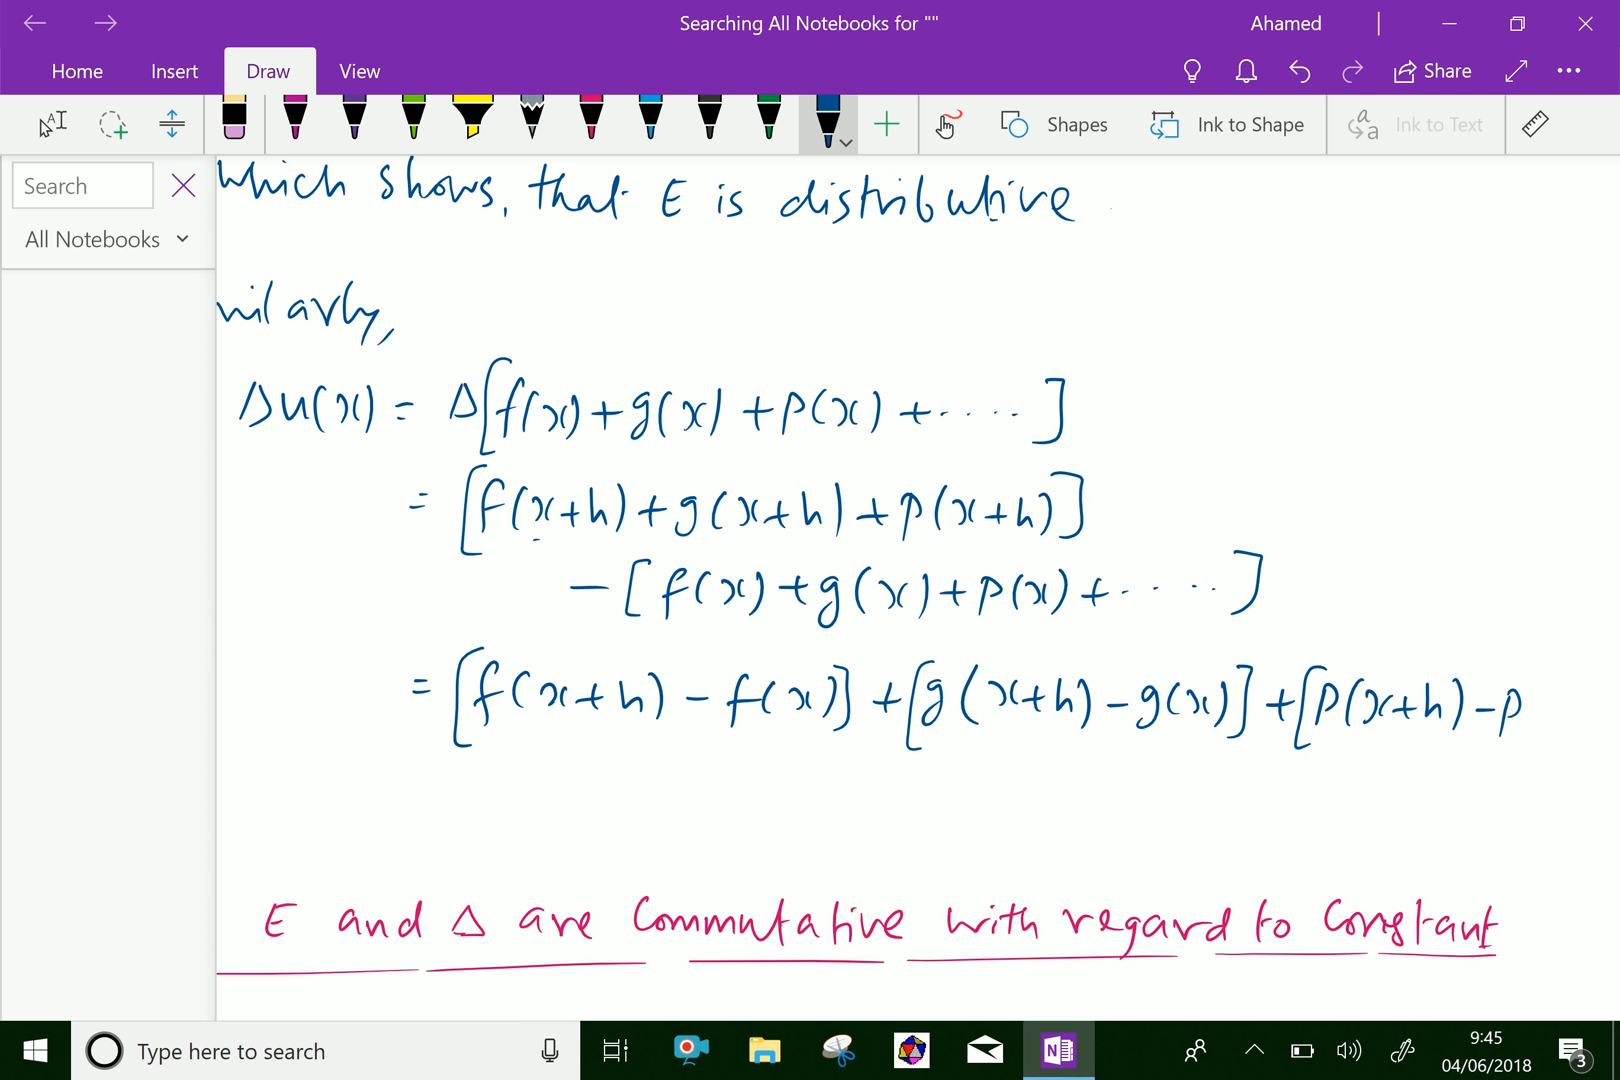 Searching All Notebooks for ""
Ahamed
Home Insert Draw View
Share
Shapes Ink to Shape Ink to Text
Search
All Notebooks
which shows, that E is distributive
milarly,
Δu(x) = Δ[f(x)+g(x)+p(x)+.....]
= [f(x+h)+g(x+h)+p(x+h)]
-[f(x)+g(x)+p(x)+.....]
= [f(x+h)-f(x)]+[g(x+h)-g(x)]+[p(x+h)-p
E and Δ are commutative with regard to constant
Type here to search
9:45
04/06/2018
3